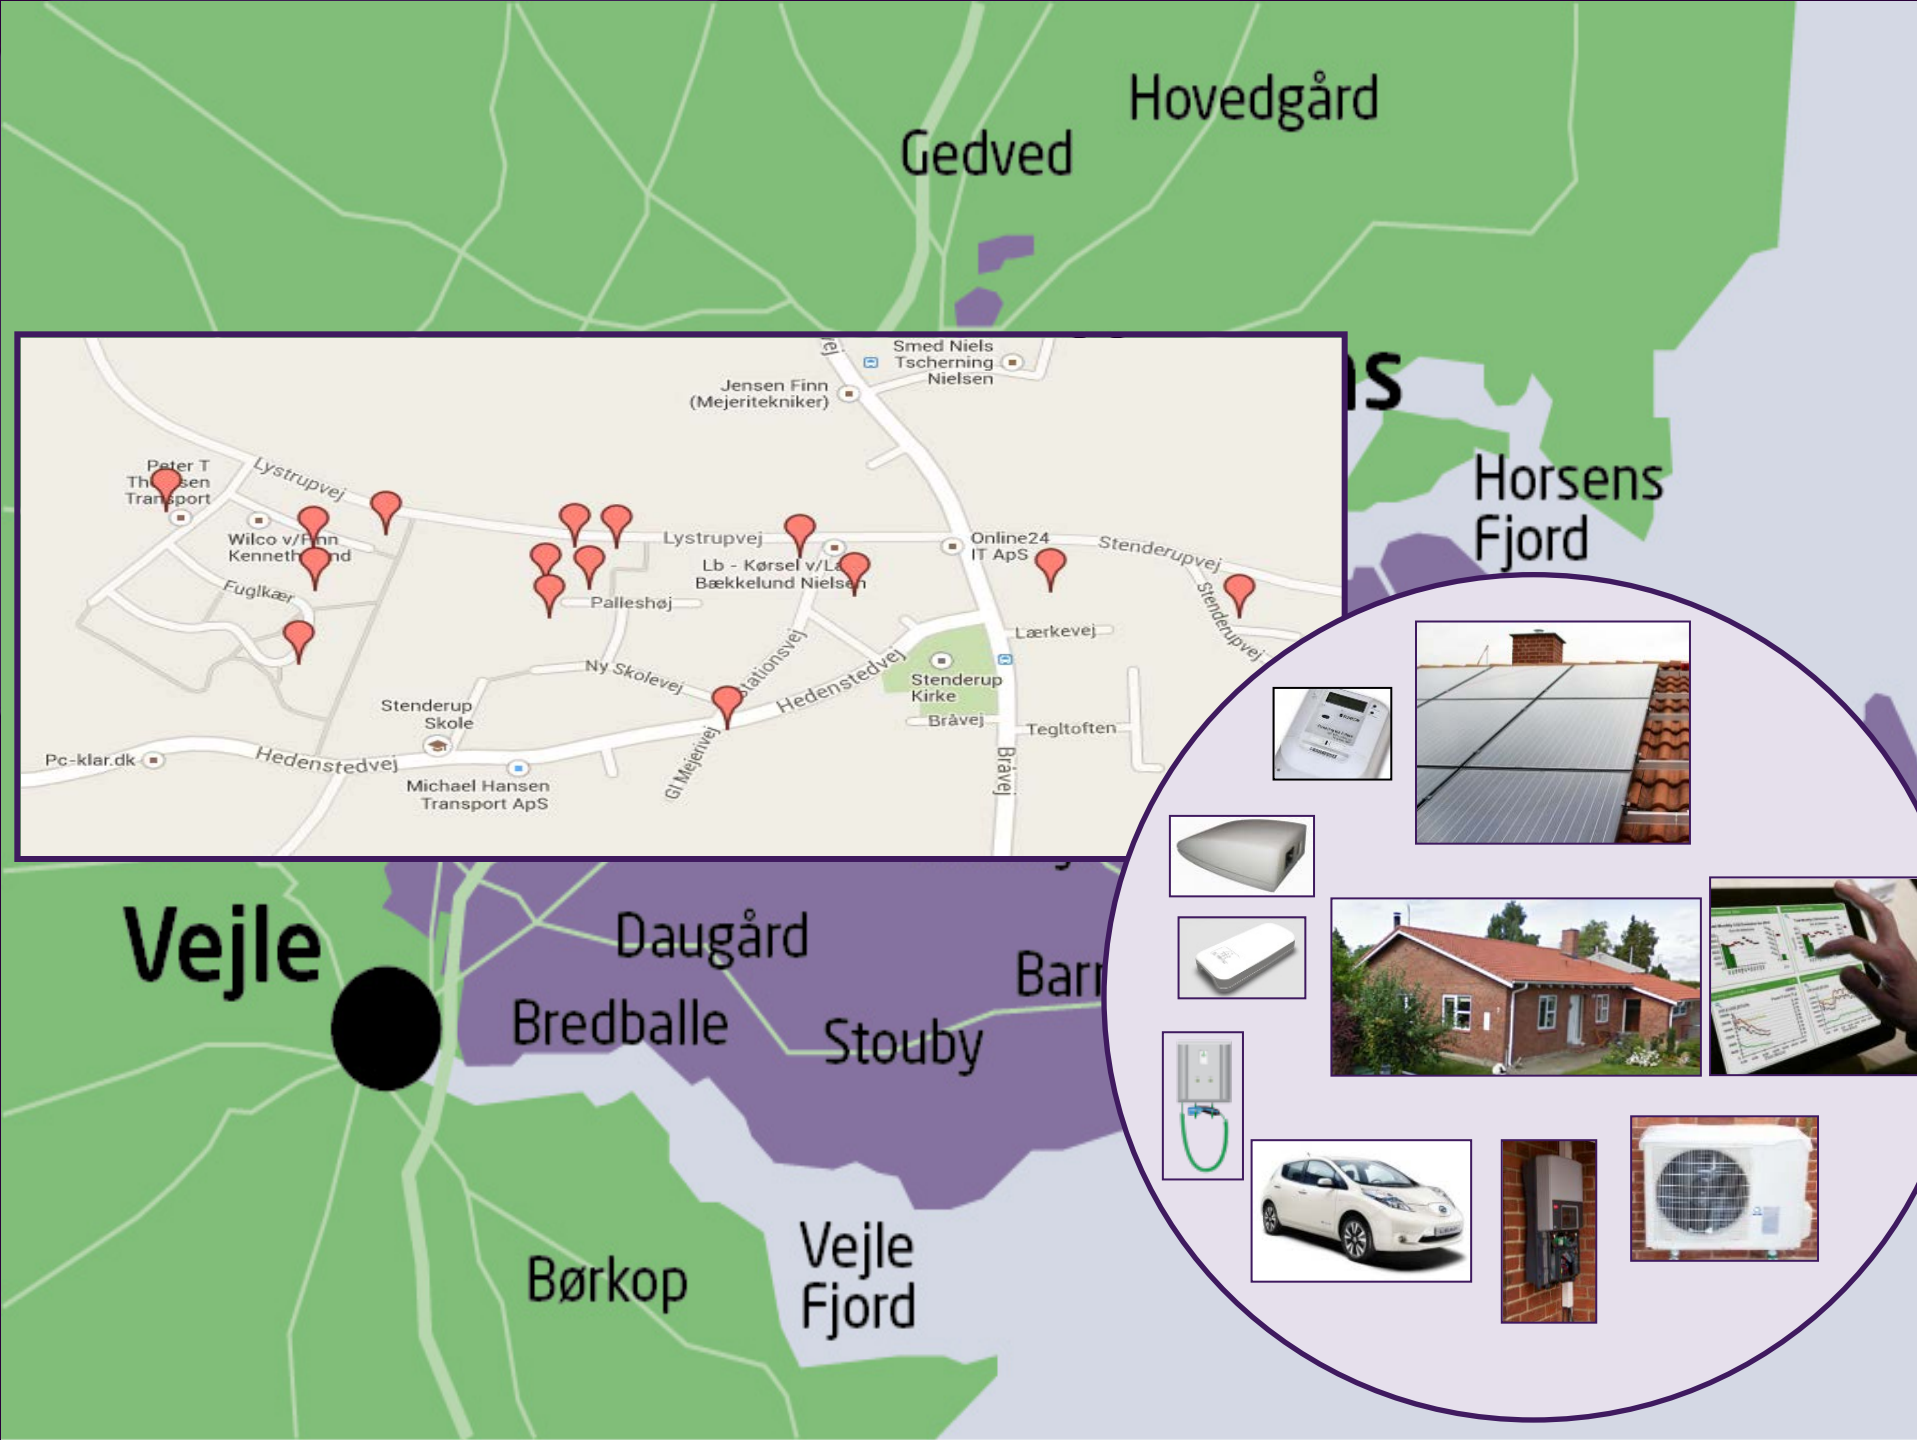 Hovedgård
Gedved
Horsens
Fjord
Smed Niels
Tscherning
Nielsen
Jensen Finn
(Mejeritekniker)
Peter T
Transport
Lystrupvej
Wilco v/Finn
Fuglkær
Lystrupvej
Lb - Kørsel v/La
Bækkelund Nielsen
Online24
IT ApS
Stenderupvej
Stenderupvej
Palleshøj
Lærkevej
Ny Skolevej
Stationsvej
Hedenstedvej
Stenderup
Kirke
Stenderup
Skole
Bråvej
Tegltoften
Pc-klar.dk
Hedenstedvej
Gl Mejerivej
Bråvej
Michael Hansen
Transport ApS
Vejle
Daugård
Bredballe
Stouby
Vejle
Fjord
Børkop